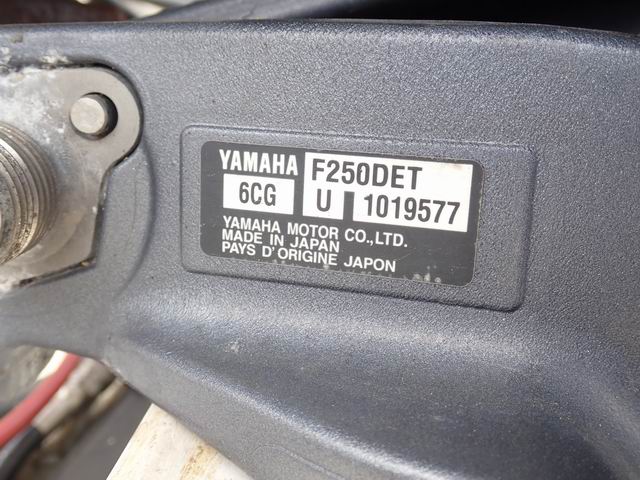 YAMAHA F250DET
6CG U 1019577
YAMAHA MOTOR CO.,LTD.
MADE IN JAPAN
PAYS D'ORIGINE JAPON